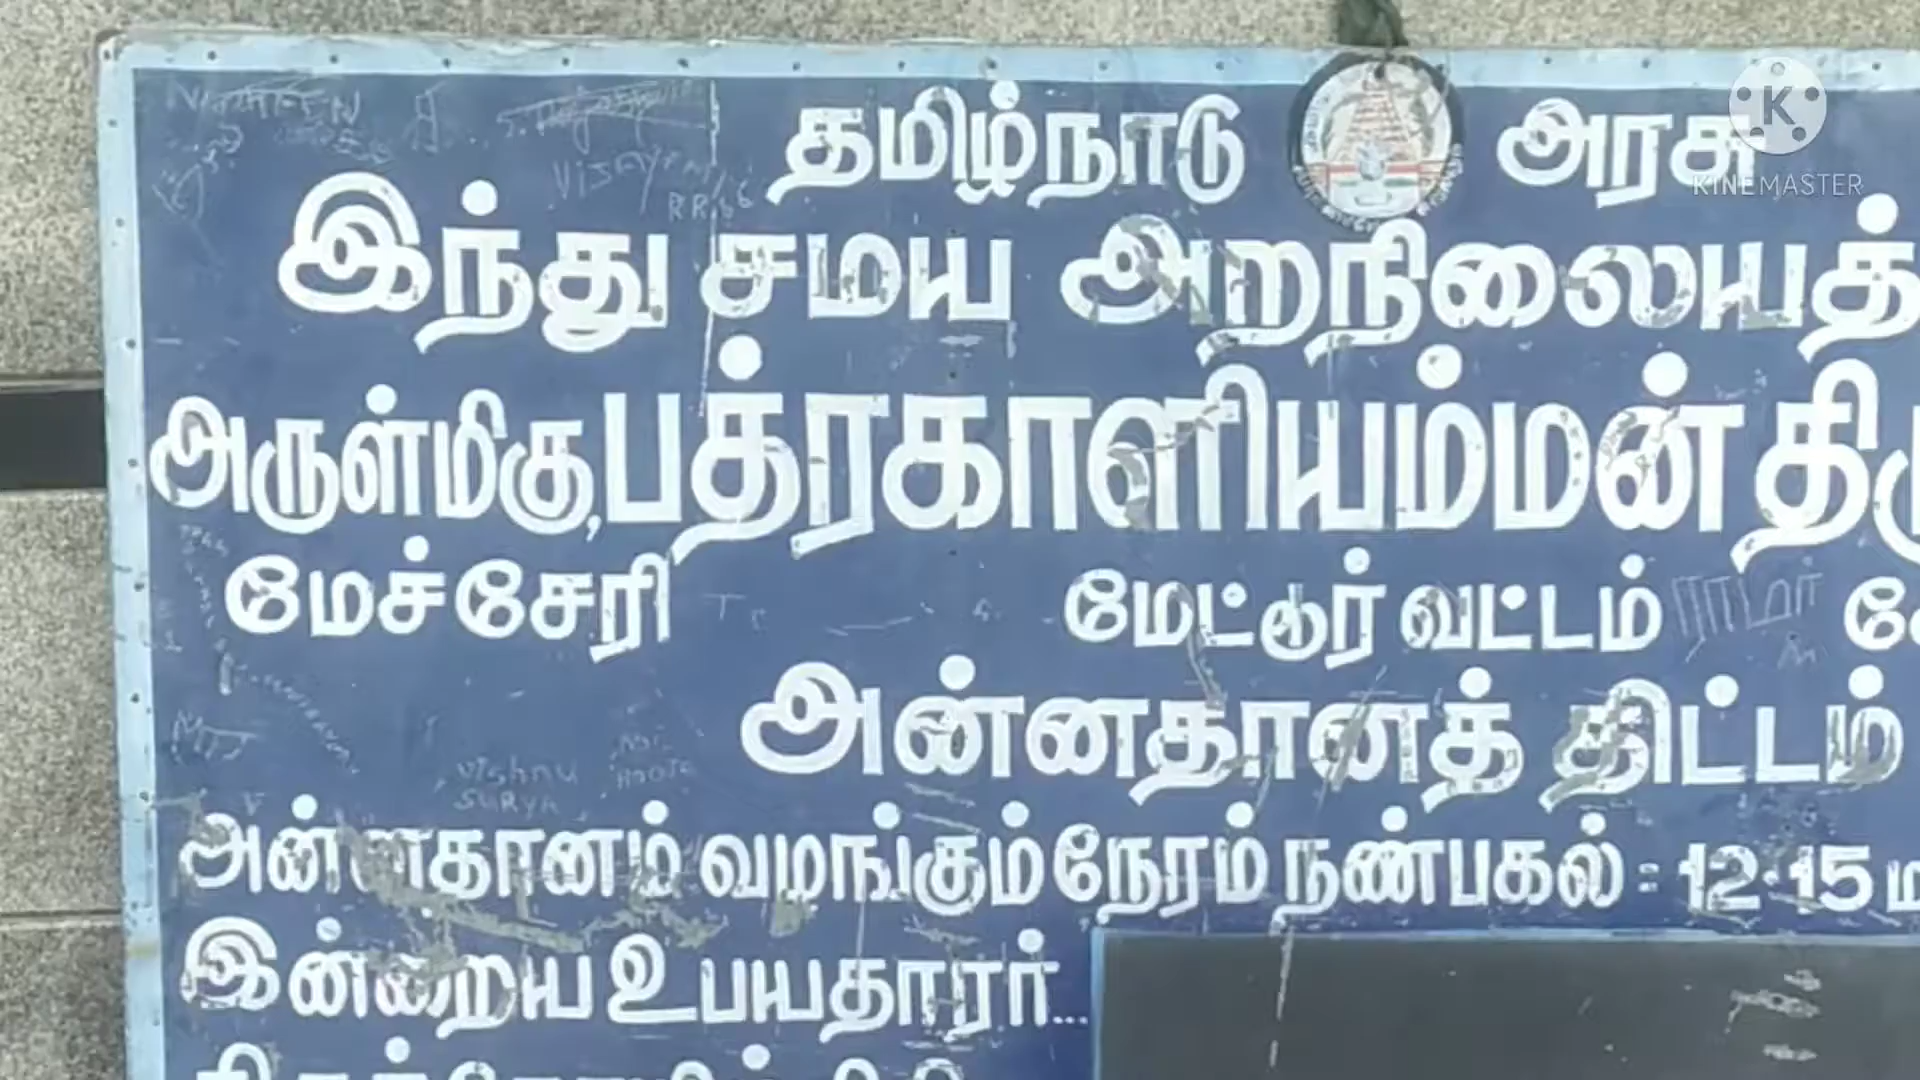 தமிழ்நாடு அரசு
இந்து சமய அறநிலையத்
அருள்மிகு, பத்ரகாளியம்மன் திரு
மேச்சேரி மேட்டூர் வட்டம்
அன்னதானத் திட்டம்
அன்னதானம் வழங்கும் நேரம் நண்பகல் : 12-15
இன்றைய உபயதாரர்...
KINEMASTER
VISHNU
SURYA
ராமர்